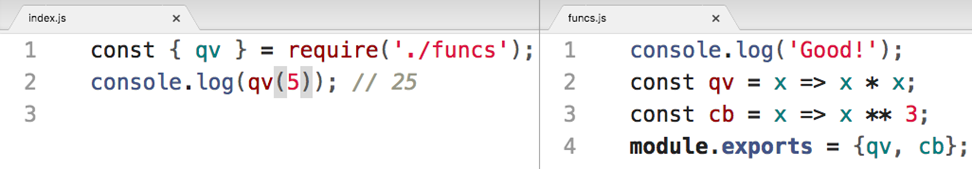 index.js ×
1 const { qv } = require('./funcs');
2 console.log(qv(5)); // 25
3
funcs.js ×
1 console.log('Good!');
2 const qv = x => x * x;
3 const cb = x => x ** 3;
4 module.exports = {qv, cb};